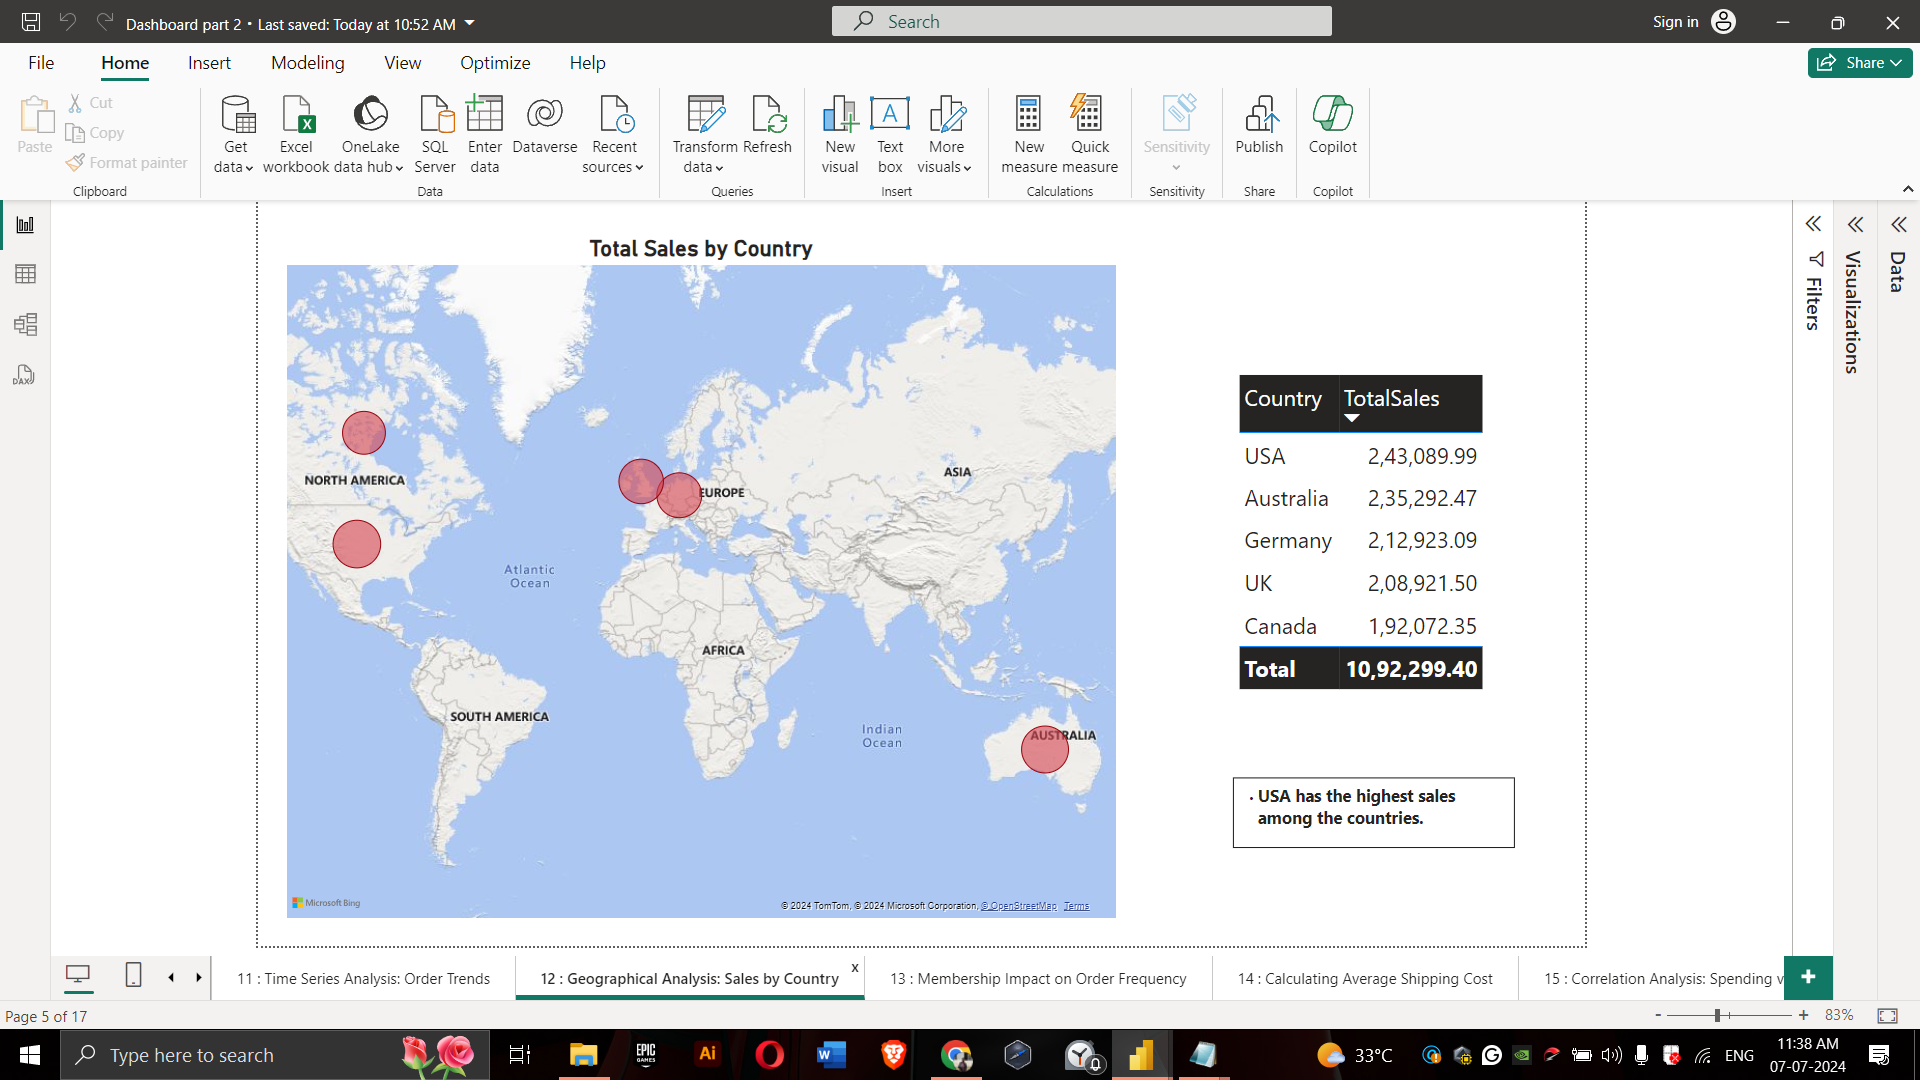 Dashboard part 2 • Last saved: Today at 10:52 AM
Search
Sign in
File
Home
Insert
Modeling
View
Optimize
Help
Share
Paste
Cut
Copy
Format painter
Clipboard
Get data
Excel workbook
OneLake data hub
SQL Server
Enter data
Dataverse
Recent sources
Data
Transform data
Refresh
Queries
New visual
Text box
More visuals
Insert
New measure
Quick measure
Calculations
Sensitivity
Sensitivity
Publish
Share
Copilot
Copilot
DAX
Total Sales by Country
NORTH AMERICA
EUROPE
ASIA
Atlantic
Ocean
AFRICA
SOUTH AMERICA
Indian
Ocean
AUSTRALIA
Microsoft Bing
© 2024 TomTom, © 2024 Microsoft Corporation, © OpenStreetMap Terms
Country TotalSales
USA 2,43,089.99
Australia 2,35,292.47
Germany 2,12,923.09
UK 2,08,921.50
Canada 1,92,072.35
Total 10,92,299.40
· USA has the highest sales
among the countries.
Filters
Visualizations
Data
11 : Time Series Analysis: Order Trends
12 : Geographical Analysis: Sales by Country
x
13 : Membership Impact on Order Frequency
14 : Calculating Average Shipping Cost
15 : Correlation Analysis: Spending v
+
Page 5 of 17
- + 83%
Type here to search
EPIC GAMES
Ai
W
33°C
ENG
11:38 AM
07-07-2024